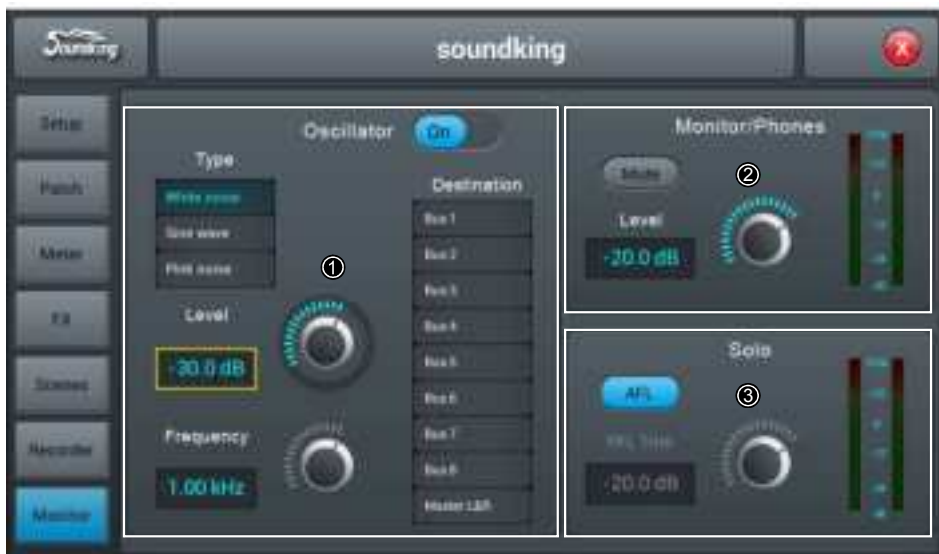 Soundking
soundking
X
Setup
Patch
Meter
FX
Scenes
Recorder
Monitor
Oscillator
On
Type
White noise
Sine wave
Pink noise
①
Level
-30.0 dB
Frequency
1.00 kHz
Destination
Bus 1
Bus 2
Bus 3
Bus 4
Bus 5
Bus 6
Bus 7
Bus 8
Master L&R
Monitor/Phones
Mute
②
Level
-20.0 dB
Solo
AFL
③
PFL Trim
-20.0 dB